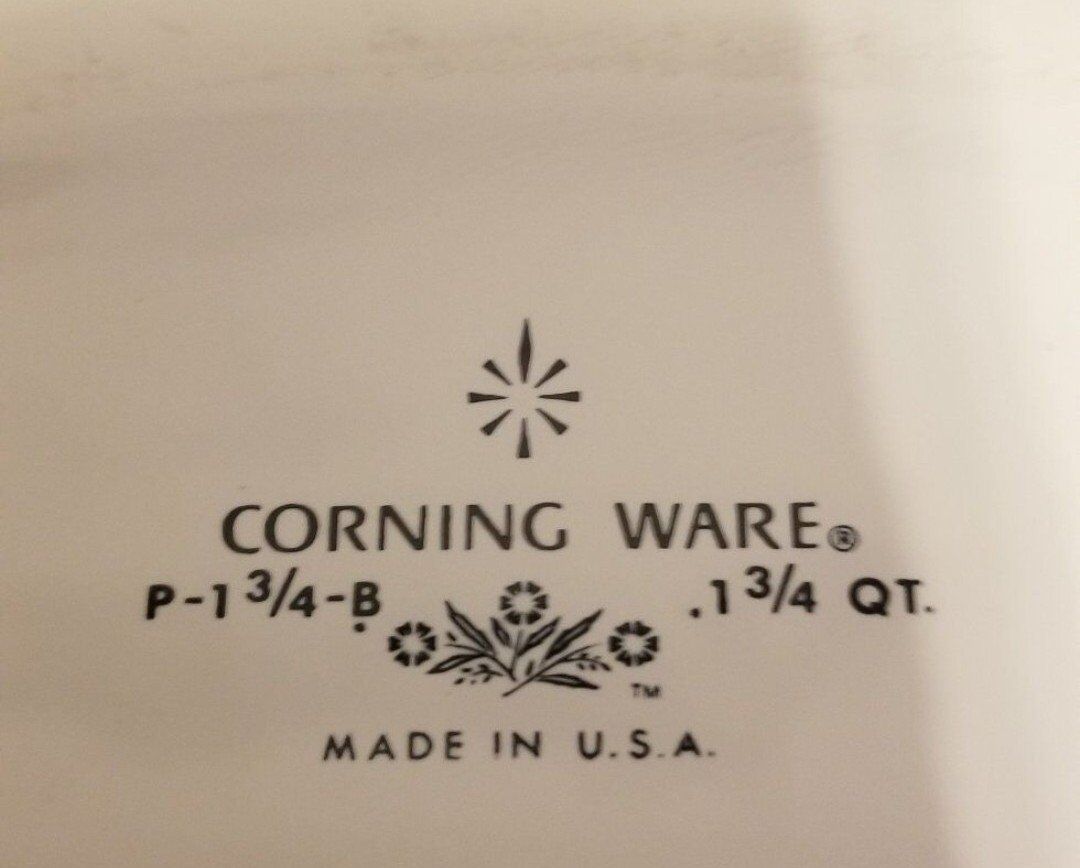 CORNING WARE®
P-1 3/4-B .1 3/4 QT.
TM
MADE IN U.S.A.